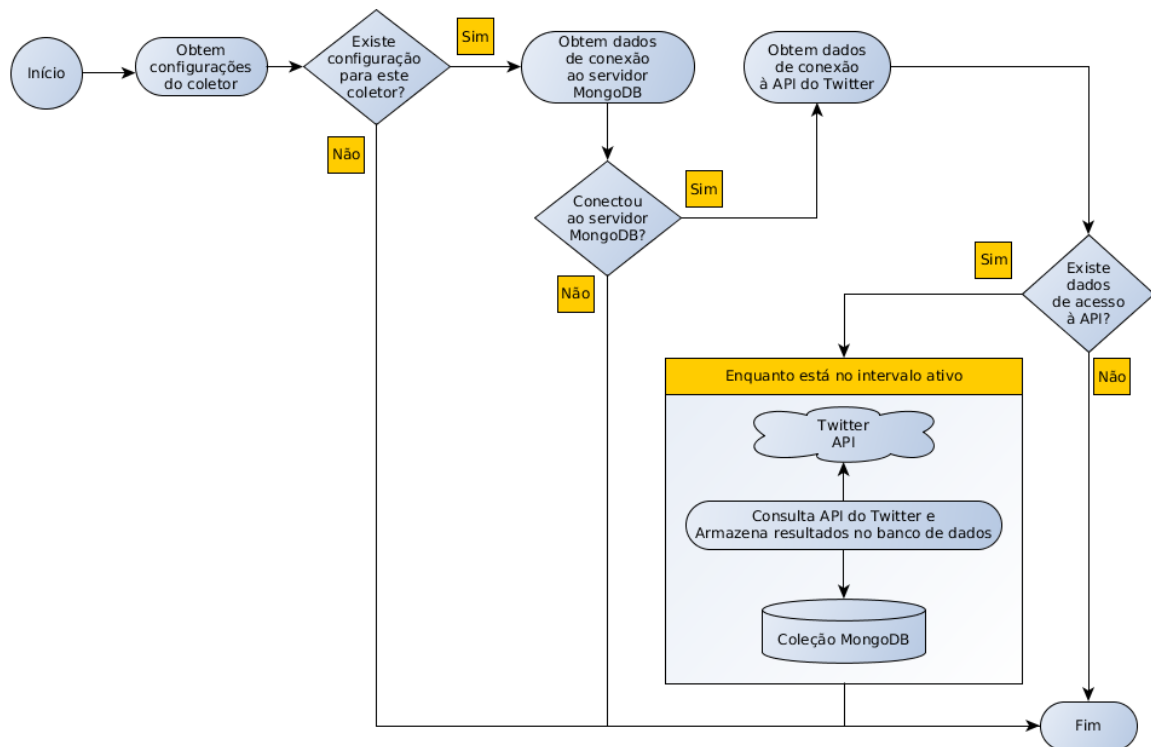 Início
Obtem
configurações
do coletor
Existe
configuração
para este
coletor?
Sim
Não
Obtem dados
de conexão
ao servidor
MongoDB
Conectou
ao servidor
MongoDB?
Sim
Não
Obtem dados
de conexão
à API do Twitter
Existe
dados
de acesso
à API?
Sim
Não
Enquanto está no intervalo ativo
Twitter
API
Consulta API do Twitter e
Armazena resultados no banco de dados
Coleção MongoDB
Fim